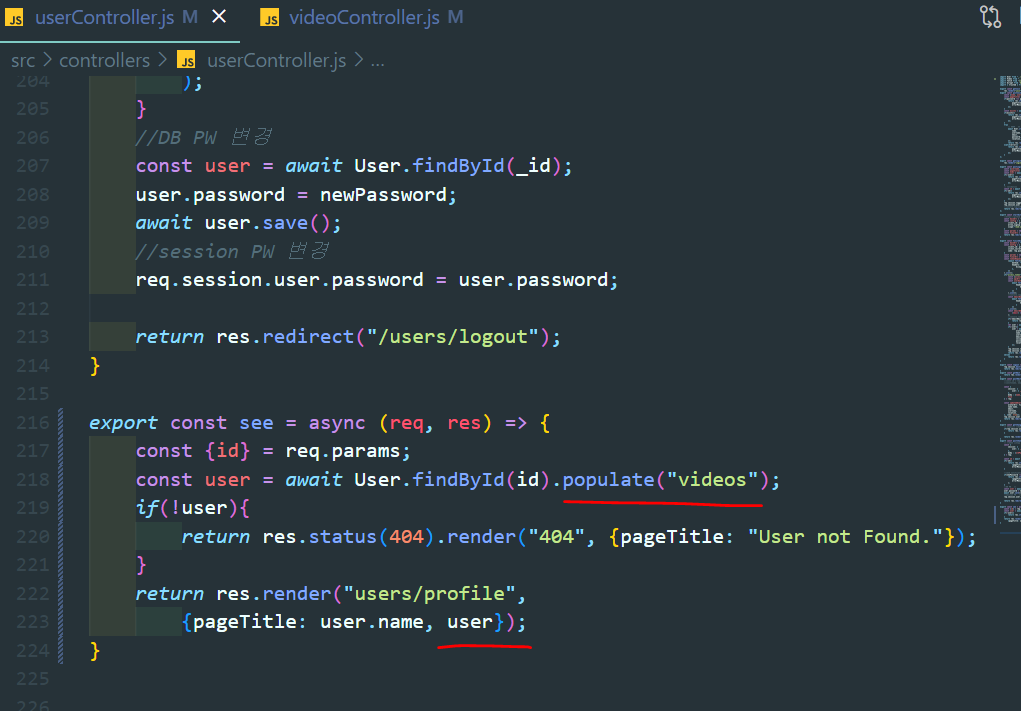 JS userController.js M × JS videoController.js M
src > controllers > JS userController.js > ...
204 );
205 }
206 //DB PW 변경
207 const user = await User.findById(_id);
208 user.password = newPassword;
209 await user.save();
210 //session PW 변경
211 req.session.user.password = user.password;
212
213 return res.redirect("/users/logout");
214 }
215
216 export const see = async (req, res) => {
217 const {id} = req.params;
218 const user = await User.findById(id).populate("videos");
219 if(!user){
220 return res.status(404).render("404", {pageTitle: "User not Found."});
221 }
222 return res.render("users/profile",
223 {pageTitle: user.name, user});
224 }
225
226